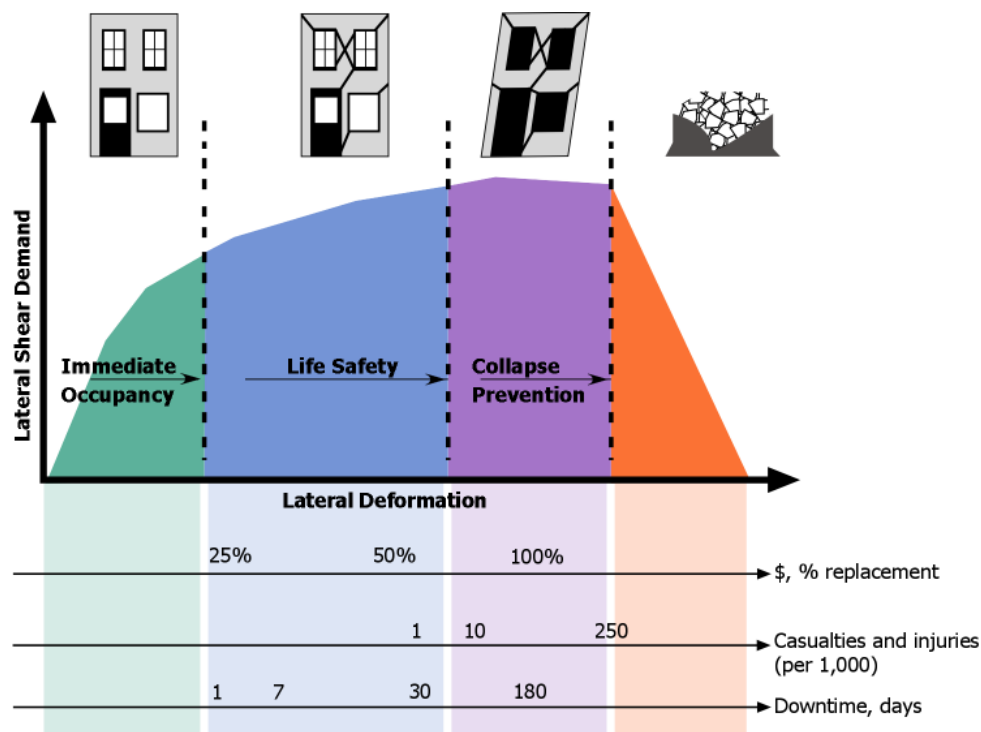 Lateral Shear Demand
Immediate
Occupancy
Life Safety
Collapse
Prevention
Lateral Deformation
25% 50% 100%
$, % replacement
1 10 250
Casualties and injuries
(per 1,000)
1 7 30 180
Downtime, days